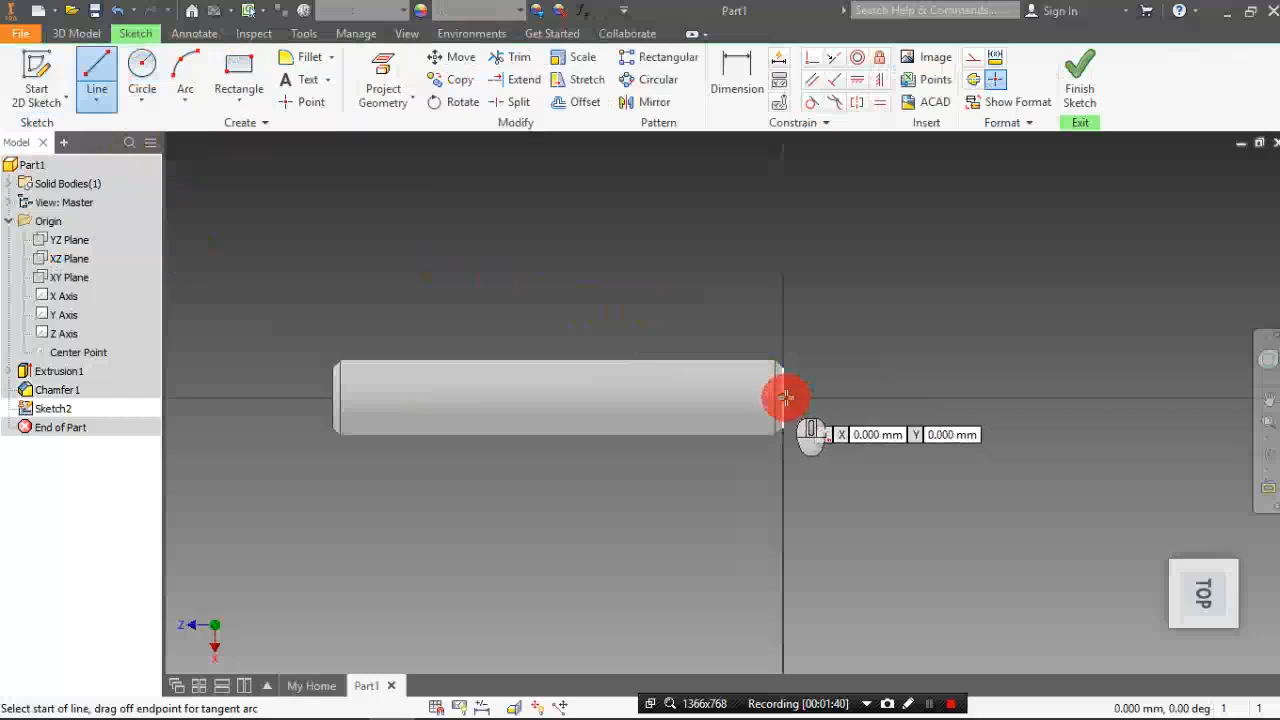 Part1
Search Help & Commands...
Sign In
File
3D Model
Sketch
Annotate
Inspect
Tools
Manage
View
Environments
Get Started
Collaborate
Start
2D Sketch
Line
Circle
Arc
Rectangle
Fillet
Text
Point
Project
Geometry
Move
Copy
Rotate
Trim
Extend
Split
Scale
Stretch
Offset
Rectangular
Circular
Mirror
Dimension
Image
Points
ACAD
Show Format
Finish
Sketch
Sketch
Create
Modify
Pattern
Constrain
Insert
Format
Exit
Model
Part1
Solid Bodies(1)
View: Master
Origin
YZ Plane
XZ Plane
XY Plane
X Axis
Y Axis
Z Axis
Center Point
Extrusion1
Chamfer1
Sketch2
End of Part
X 0.000 mm Y 0.000 mm
TOP
Z
X
My Home
Part1
Select start of line, drag off endpoint for tangent arc
1366x768
Recording [00:01:40]
0.000 mm, 0.00 deg 1 1